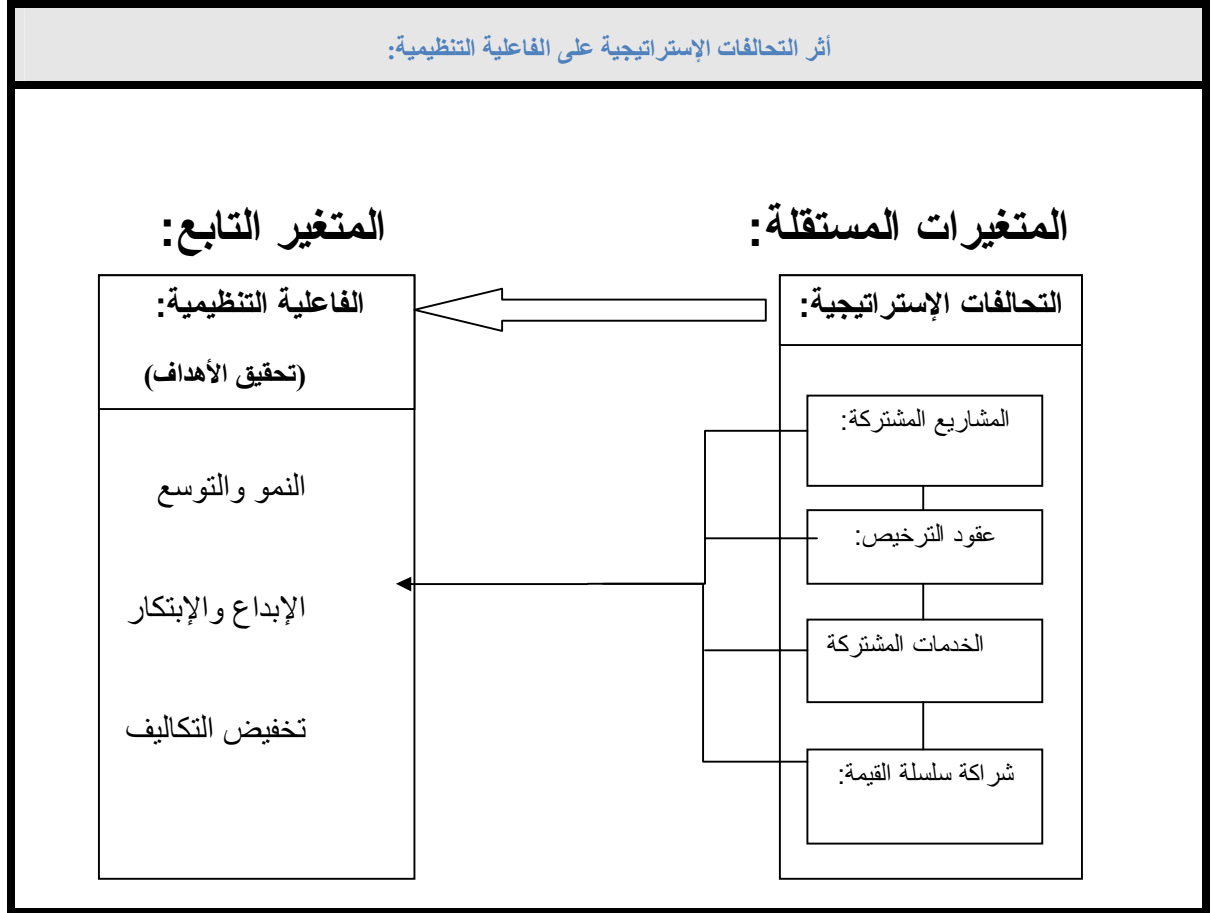 أثر التحالفات الإستراتيجية على الفاعلية التنظيمية:
المتغيرات المستقلة:
المتغير التابع:
التحالفات الإستراتيجية:
الفاعلية التنظيمية:
(تحقيق الأهداف)
المشاريع المشتركة:
عقود الترخيص:
الخدمات المشتركة
شراكة سلسلة القيمة:
النمو والتوسع
الإبداع والإبتكار
تخفيض التكاليف